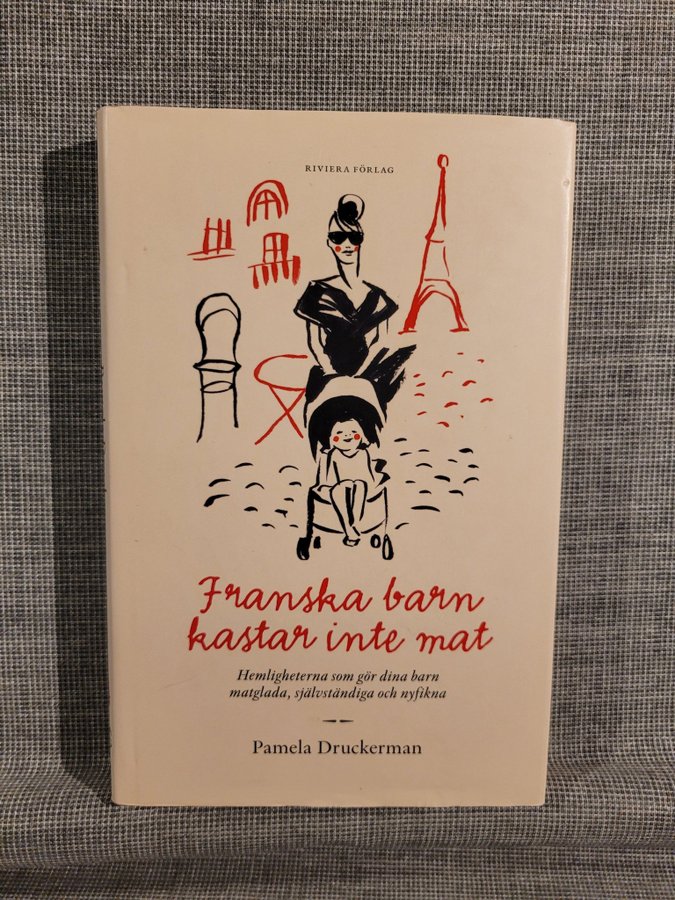 RIVIERA FÖRLAG
Franska barn
kastar inte mat
Hemligheterna som gör dina barn
matglada, självständiga och nyfikna
Pamela Druckerman